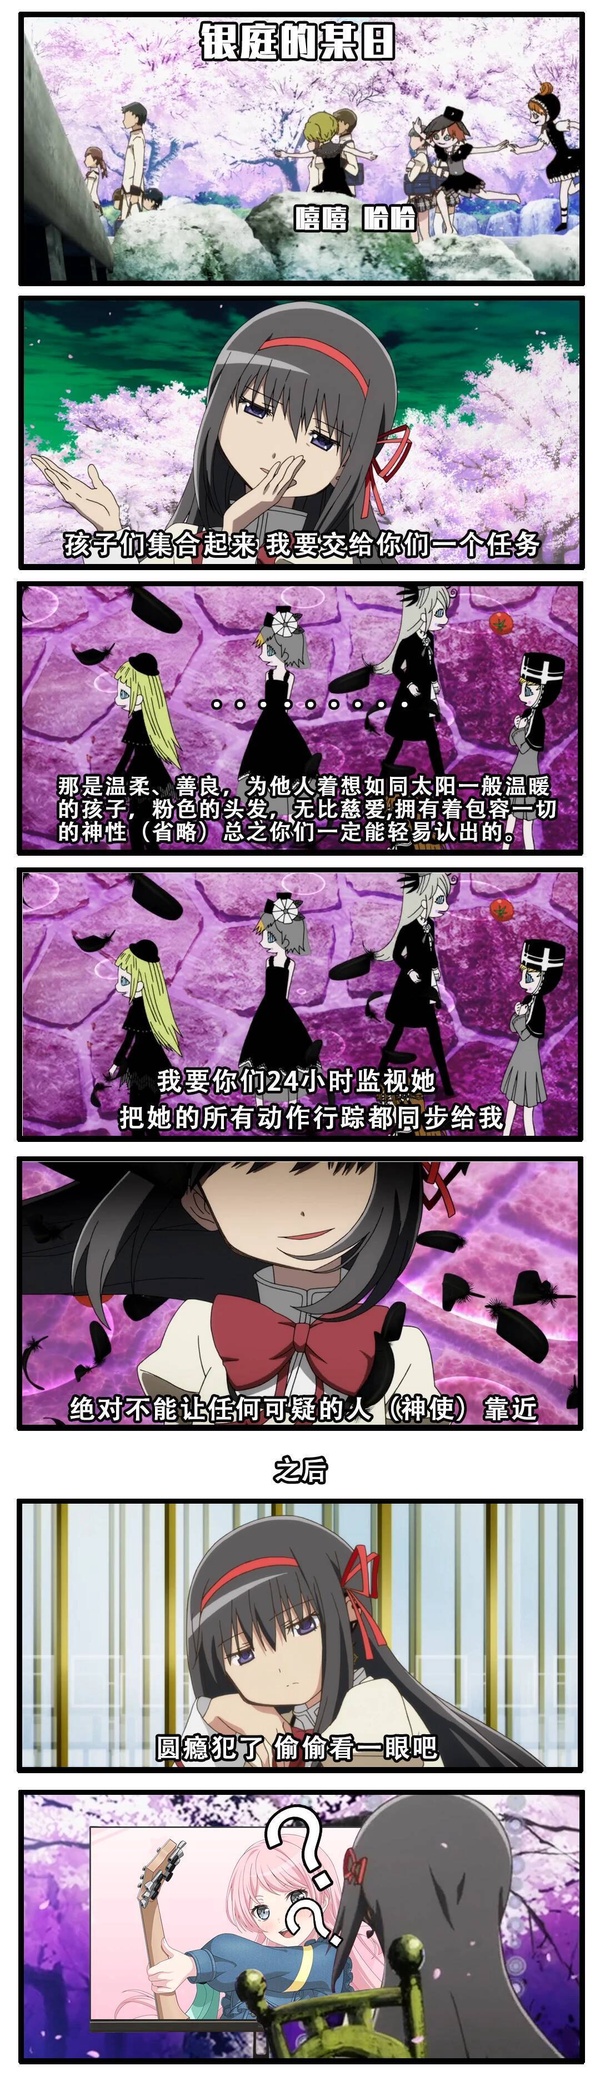 银庭的某日
嘻嘻 哈哈
孩子们集合起来 我要交给你们一个任务
.........
那是温柔、善良，为他人着想如同太阳一般温暖
的孩子，粉色的头发，无比慈爱,拥有着包容一切
的神性（省略）总之你们一定能轻易认出的。
我要你们24小时监视她
把她的所有动作行踪都同步给我
绝对不能让任何可疑的人（神使）靠近
之后
圆瘾犯了 偷偷看一眼吧
？
？